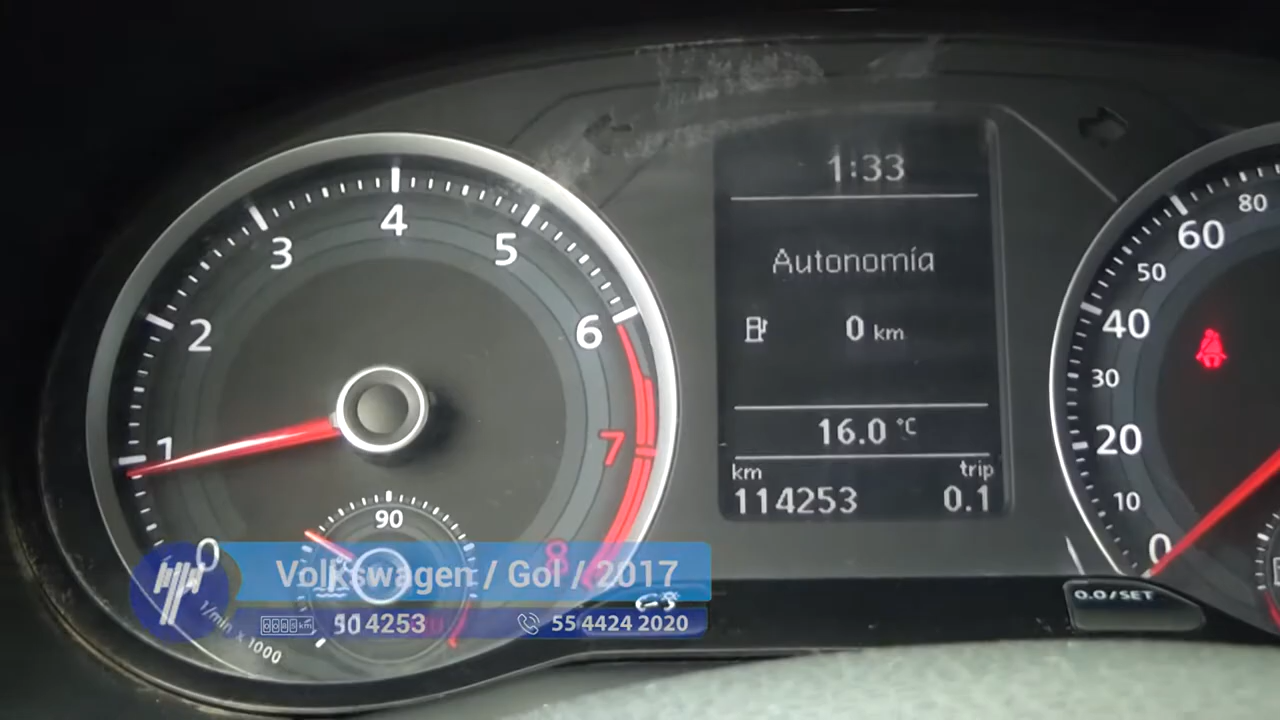 1:33
Autonomía
0 km
16.0 °C
km trip
114253 0.1
0 1 2 3 4 5 6 7 8
1/min x 1000
90
0 10 20 30 40 50 60 80
0.0/SET
Volkswagen / Gol / 2017
55 4424 2020